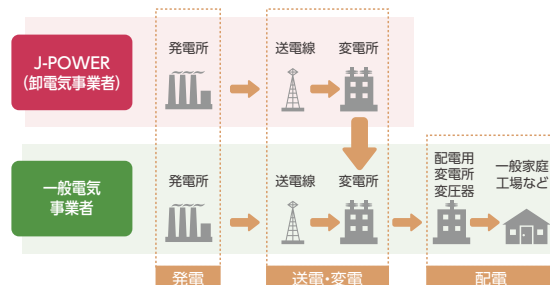 J-POWER
（卸電気事業者）
発電所
送電線
変電所
一般電気
事業者
発電所
送電線
変電所
配電用
変電所
変圧器
一般家庭
工場など
発電
送電・変電
配電